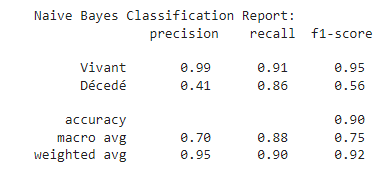 Naive Bayes Classification Report:
precision recall f1-score
Vivant 0.99 0.91 0.95
Décedé 0.41 0.86 0.56
accuracy 0.90
macro avg 0.70 0.88 0.75
weighted avg 0.95 0.90 0.92